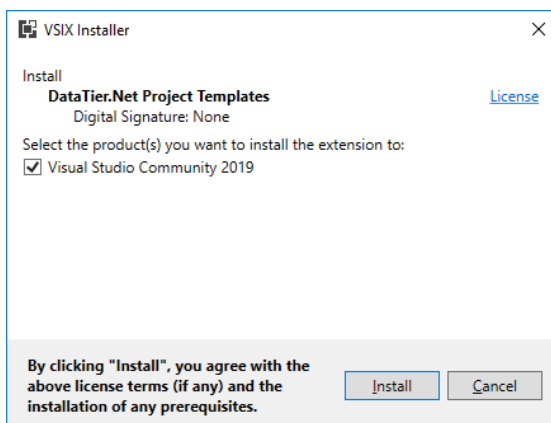 VSIX Installer
Install
DataTier.Net Project Templates License
Digital Signature: None
Select the product(s) you want to install the extension to:
Visual Studio Community 2019
By clicking "Install", you agree with the
above license terms (if any) and the
installation of any prerequisites.
Install Cancel